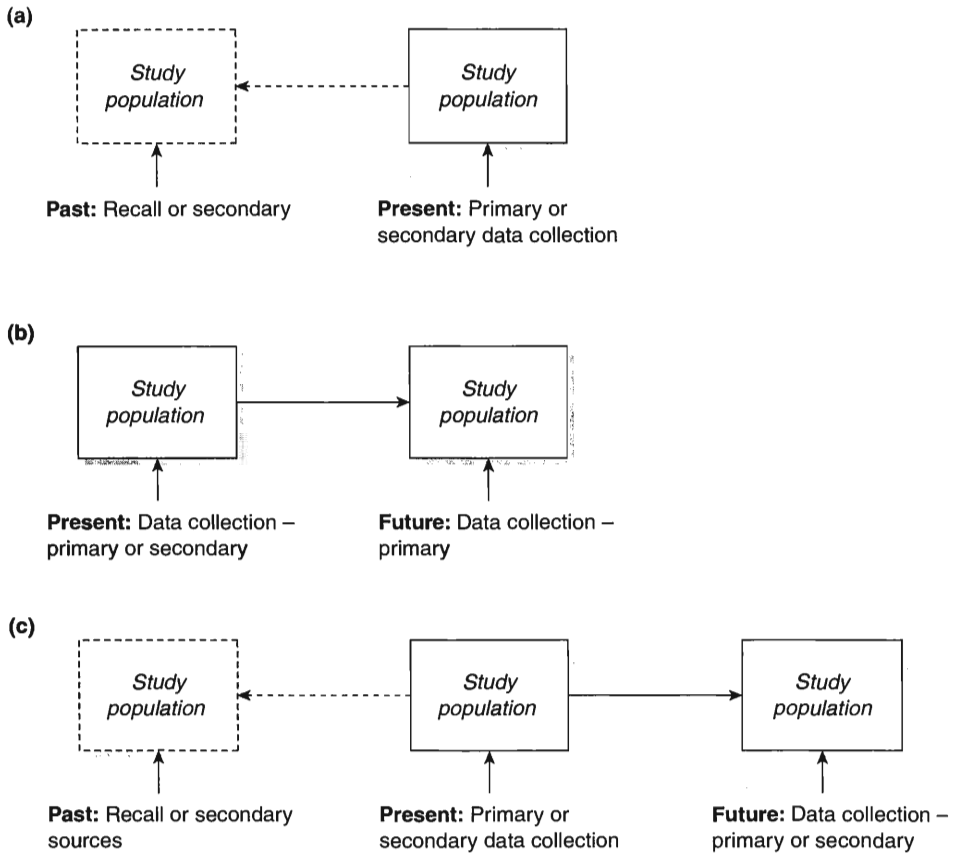 (a)
Study
population
Study
population
Past: Recall or secondary
Present: Primary or
secondary data collection
(b)
Study
population
Study
population
Present: Data collection –
primary or secondary
Future: Data collection –
primary
(c)
Study
population
Study
population
Study
population
Past: Recall or secondary
sources
Present: Primary or
secondary data collection
Future: Data collection –
primary or secondary